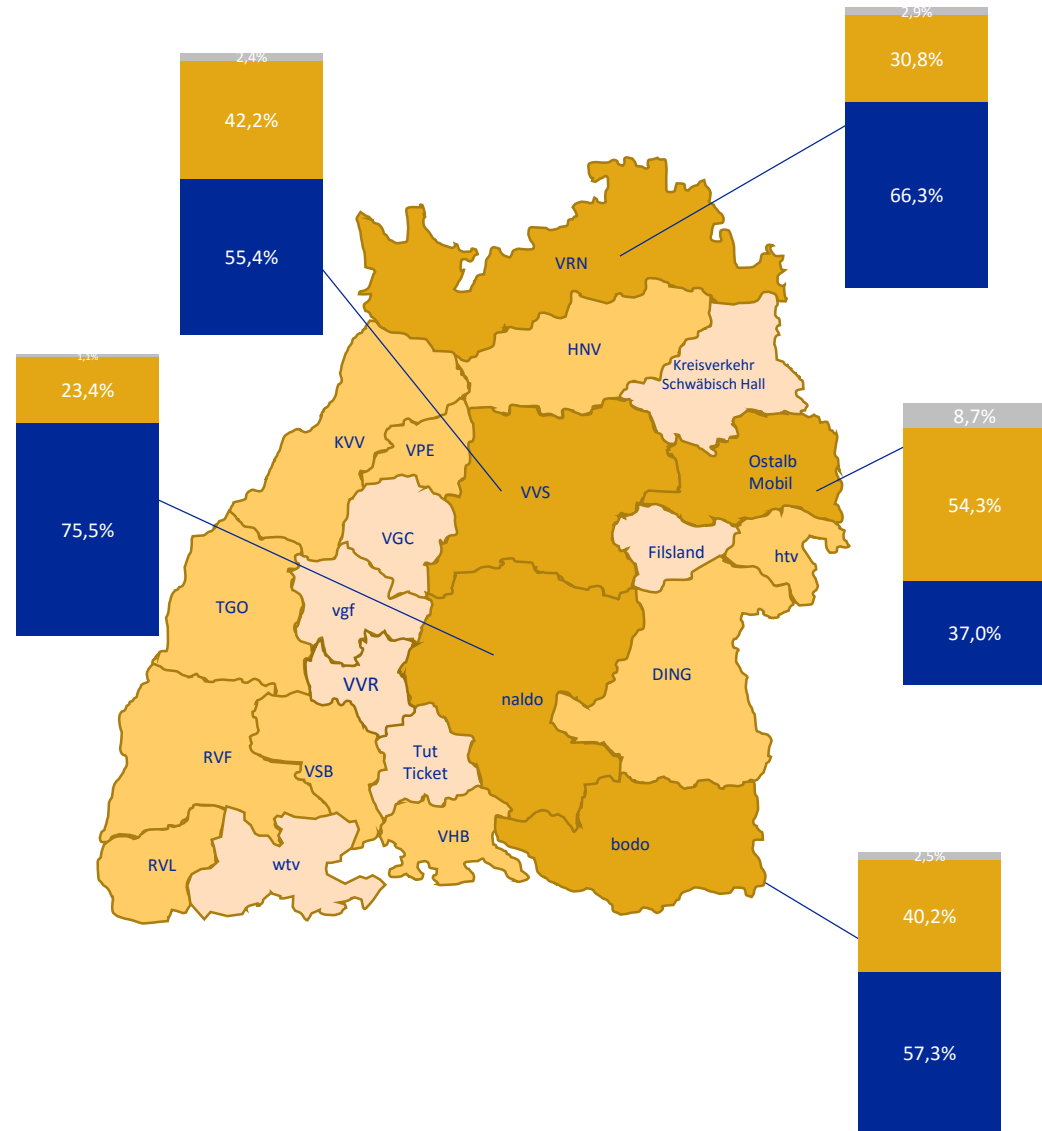 2,9%
30,8%
66,3%
2,4%
42,2%
55,4%
1,1%
23,4%
75,5%
8,7%
54,3%
37,0%
2,5%
40,2%
57,3%
VRN
HNV
Kreisverkehr
Schwäbisch Hall
KVV
VPE
VVS
Ostalb
Mobil
VGC
Filsland
htv
TGO
vgf
VVR
DING
naldo
RVF
VSB
Tut
Ticket
VHB
bodo
RVL
wtv